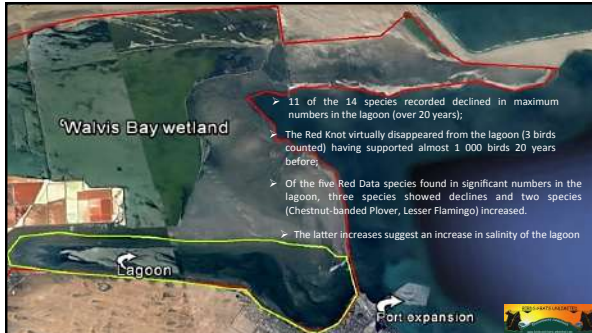 Walvis Bay wetland
➢ 11 of the 14 species recorded declined in maximum
numbers in the lagoon (over 20 years);
➢ The Red Knot virtually disappeared from the lagoon (3 birds
counted) having supported almost 1 000 birds 20 years
before;
➢ Of the five Red Data species found in significant numbers in the
lagoon, three species showed declines and two species
(Chestnut-banded Plover, Lesser Flamingo) increased.
➢ The latter increases suggest an increase in salinity of the lagoon
Lagoon
Port expansion